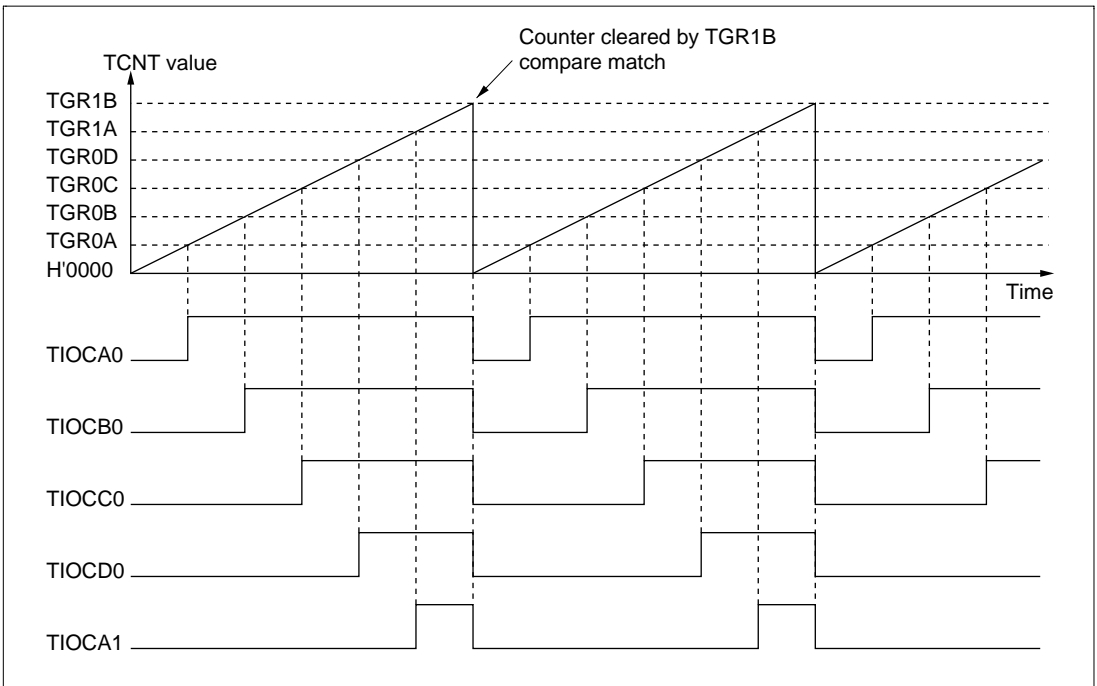 Counter cleared by TGR1B
compare match
TCNT value
TGR1B
TGR1A
TGR0D
TGR0C
TGR0B
TGR0A
H'0000
Time
TIOCA0
TIOCB0
TIOCC0
TIOCD0
TIOCA1